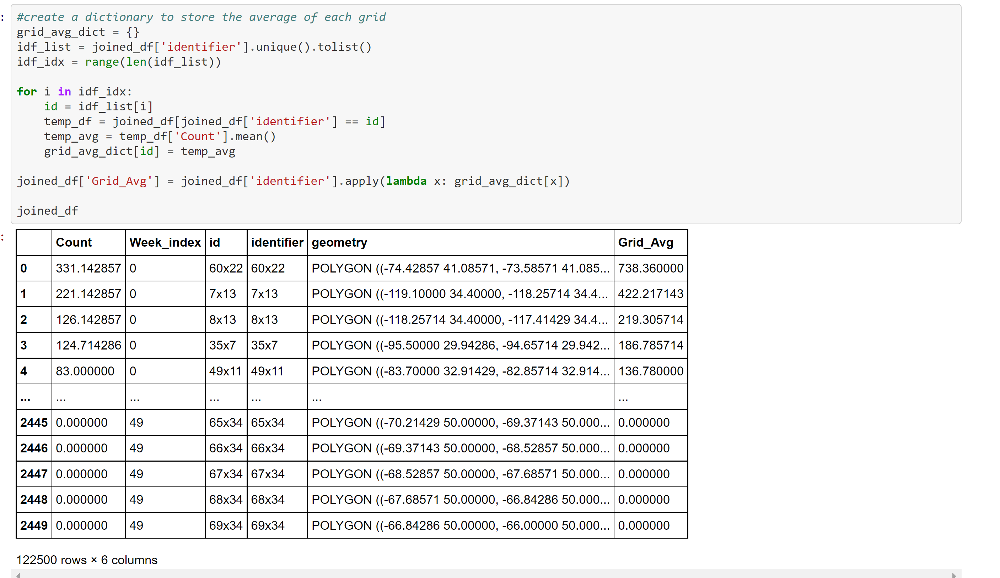 :
#create a dictionary to store the average of each grid
grid_avg_dict = {}
idf_list = joined_df['identifier'].unique().tolist()
idf_idx = range(len(idf_list))
for i in idf_idx:
    id = idf_list[i]
    temp_df = joined_df[joined_df['identifier'] == id]
    temp_avg = temp_df['Count'].mean()
    grid_avg_dict[id] = temp_avg
joined_df['Grid_Avg'] = joined_df['identifier'].apply(lambda x: grid_avg_dict[x])
joined_df
:
Count Week_index id identifier geometry Grid_Avg
0 331.142857 0 60x22 60x22 POLYGON ((-74.42857 41.08571, -73.58571 41.085... 738.360000
1 221.142857 0 7x13 7x13 POLYGON ((-119.10000 34.40000, -118.25714 34.4... 422.217143
2 126.142857 0 8x13 8x13 POLYGON ((-118.25714 34.40000, -117.41429 34.4... 219.305714
3 124.714286 0 35x7 35x7 POLYGON ((-95.50000 29.94286, -94.65714 29.942... 186.785714
4 83.000000 0 49x11 49x11 POLYGON ((-83.70000 32.91429, -82.85714 32.914... 136.780000
... ... ... ... ... ... ...
2445 0.000000 49 65x34 65x34 POLYGON ((-70.21429 50.00000, -69.37143 50.000... 0.000000
2446 0.000000 49 66x34 66x34 POLYGON ((-69.37143 50.00000, -68.52857 50.000... 0.000000
2447 0.000000 49 67x34 67x34 POLYGON ((-68.52857 50.00000, -67.68571 50.000... 0.000000
2448 0.000000 49 68x34 68x34 POLYGON ((-67.68571 50.00000, -66.84286 50.000... 0.000000
2449 0.000000 49 69x34 69x34 POLYGON ((-66.84286 50.00000, -66.00000 50.000... 0.000000
122500 rows × 6 columns